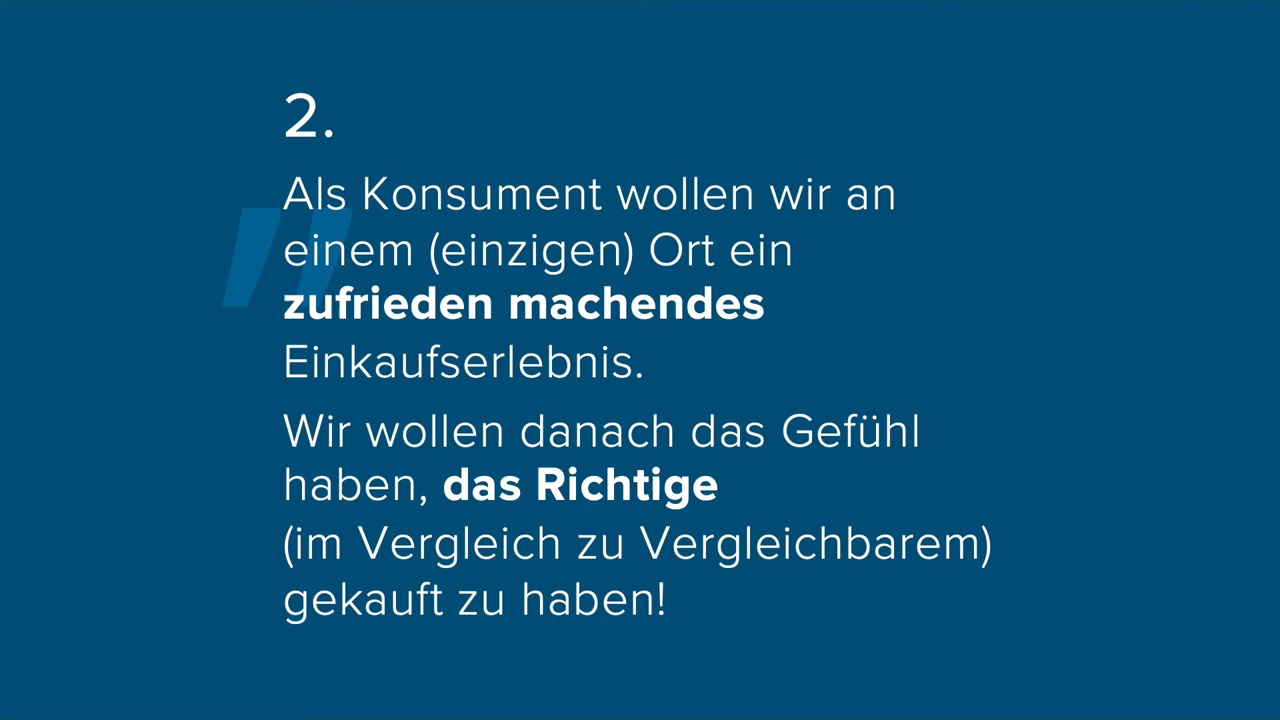 2.
Als Konsument wollen wir an
einem (einzigen) Ort ein
zufrieden machendes
Einkaufserlebnis.
Wir wollen danach das Gefühl
haben, das Richtige
(im Vergleich zu Vergleichbarem)
gekauft zu haben!